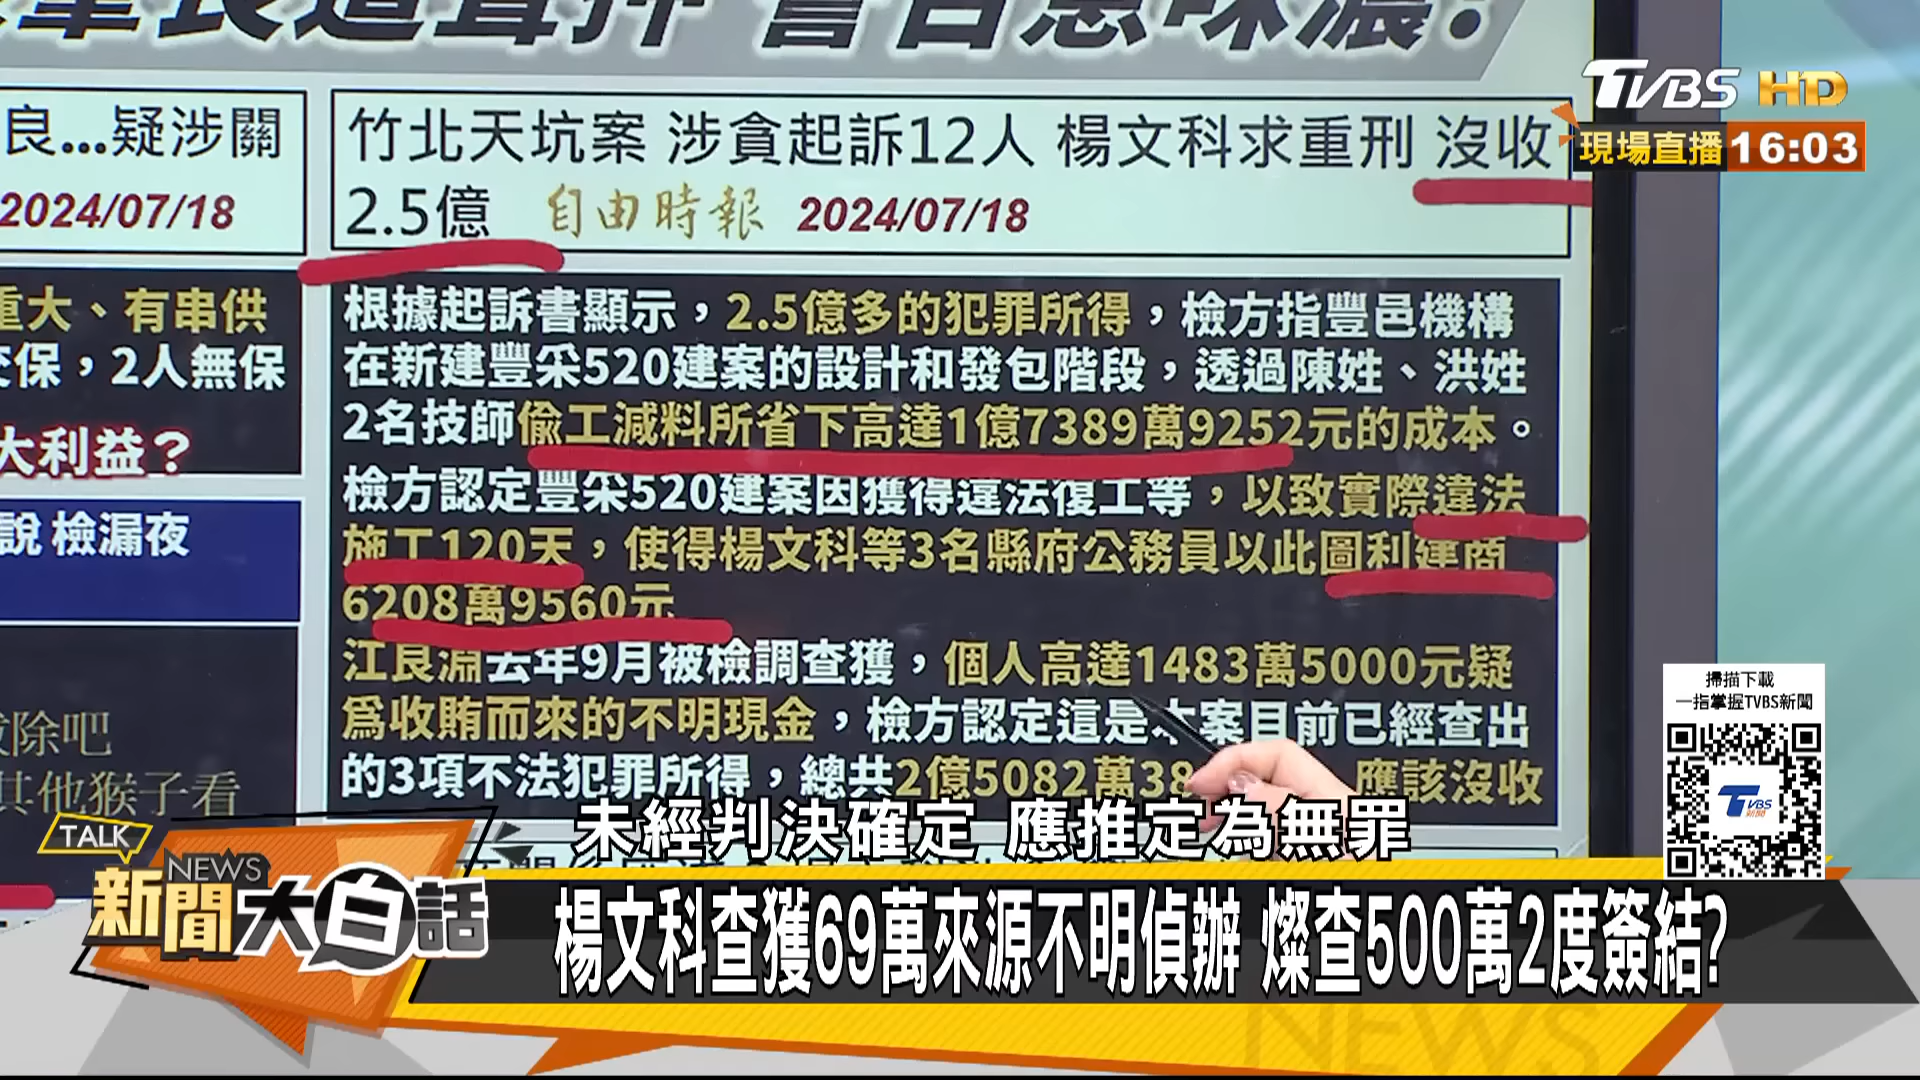 羣長遭聲押 警告意味濃?
TVBS HD
現場直播 16:03
良...疑涉關
2024/07/18
重大、有串供
交保，2人無保
大利益？
說 檢漏夜
拔除吧
其他猴子看
竹北天坑案 涉貪起訴12人 楊文科求重刑 沒收
2.5億 自由時報 2024/07/18
根據起訴書顯示，2.5億多的犯罪所得，檢方指豐邑機構
在新建豐采520建案的設計和發包階段，透過陳姓、洪姓
2名技師偷工減料所省下高達1億7389萬9252元的成本。
檢方認定豐采520建案因獲得違法復工等，以致實際違法
施工120天，使得楊文科等3名縣府公務員以此圖利建商
6208萬9560元
江良淵去年9月被檢調查獲，個人高達1483萬5000元疑
為收賄而來的不明現金，檢方認定這是本案目前已經查出
的3項不法犯罪所得，總共2億5082萬38 應該沒收
掃描下載
一指掌握TVBS新聞
TVBS
新聞
未經判決確定 應推定為無罪
TALK
NEWS
新聞大白話
楊文科查獲69萬來源不明偵辦 燦查500萬2度簽結?
NEWS